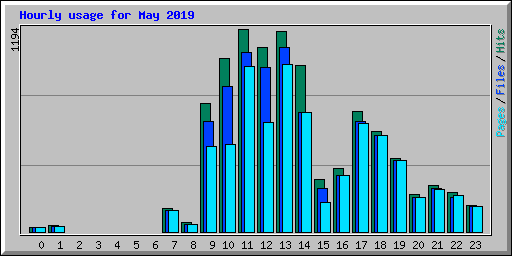 Hourly usage for May 2019
1194
Pages / Files / Hits
0 1 2 3 4 5 6 7 8 9 10 11 12 13 14 15 16 17 18 19 20 21 22 23